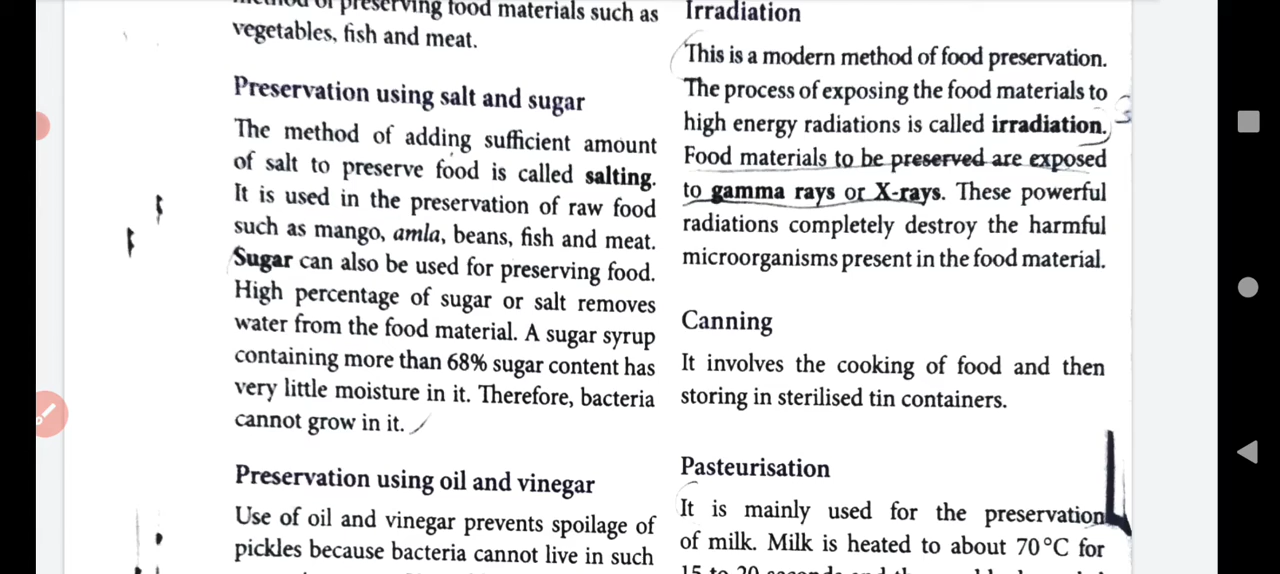 of preserving food materials such as
vegetables, fish and meat.
Preservation using salt and sugar
The method of adding sufficient amount
of salt to preserve food is called salting.
It is used in the preservation of raw food
such as mango, amla, beans, fish and meat.
Sugar can also be used for preserving food.
High percentage of sugar or salt removes
water from the food material. A sugar syrup
containing more than 68% sugar content has
very little moisture in it. Therefore, bacteria
cannot grow in it.
Preservation using oil and vinegar
Use of oil and vinegar prevents spoilage of
pickles because bacteria cannot live in such
Irradiation
This is a modern method of food preservation.
The process of exposing the food materials to
high energy radiations is called irradiation.
Food materials to be preserved are exposed
to gamma rays or X-rays. These powerful
radiations completely destroy the harmful
microorganisms present in the food material.
Canning
It involves the cooking of food and then
storing in sterilised tin containers.
Pasteurisation
It is mainly used for the preservation
of milk. Milk is heated to about 70°C for
15 to 20 seconds